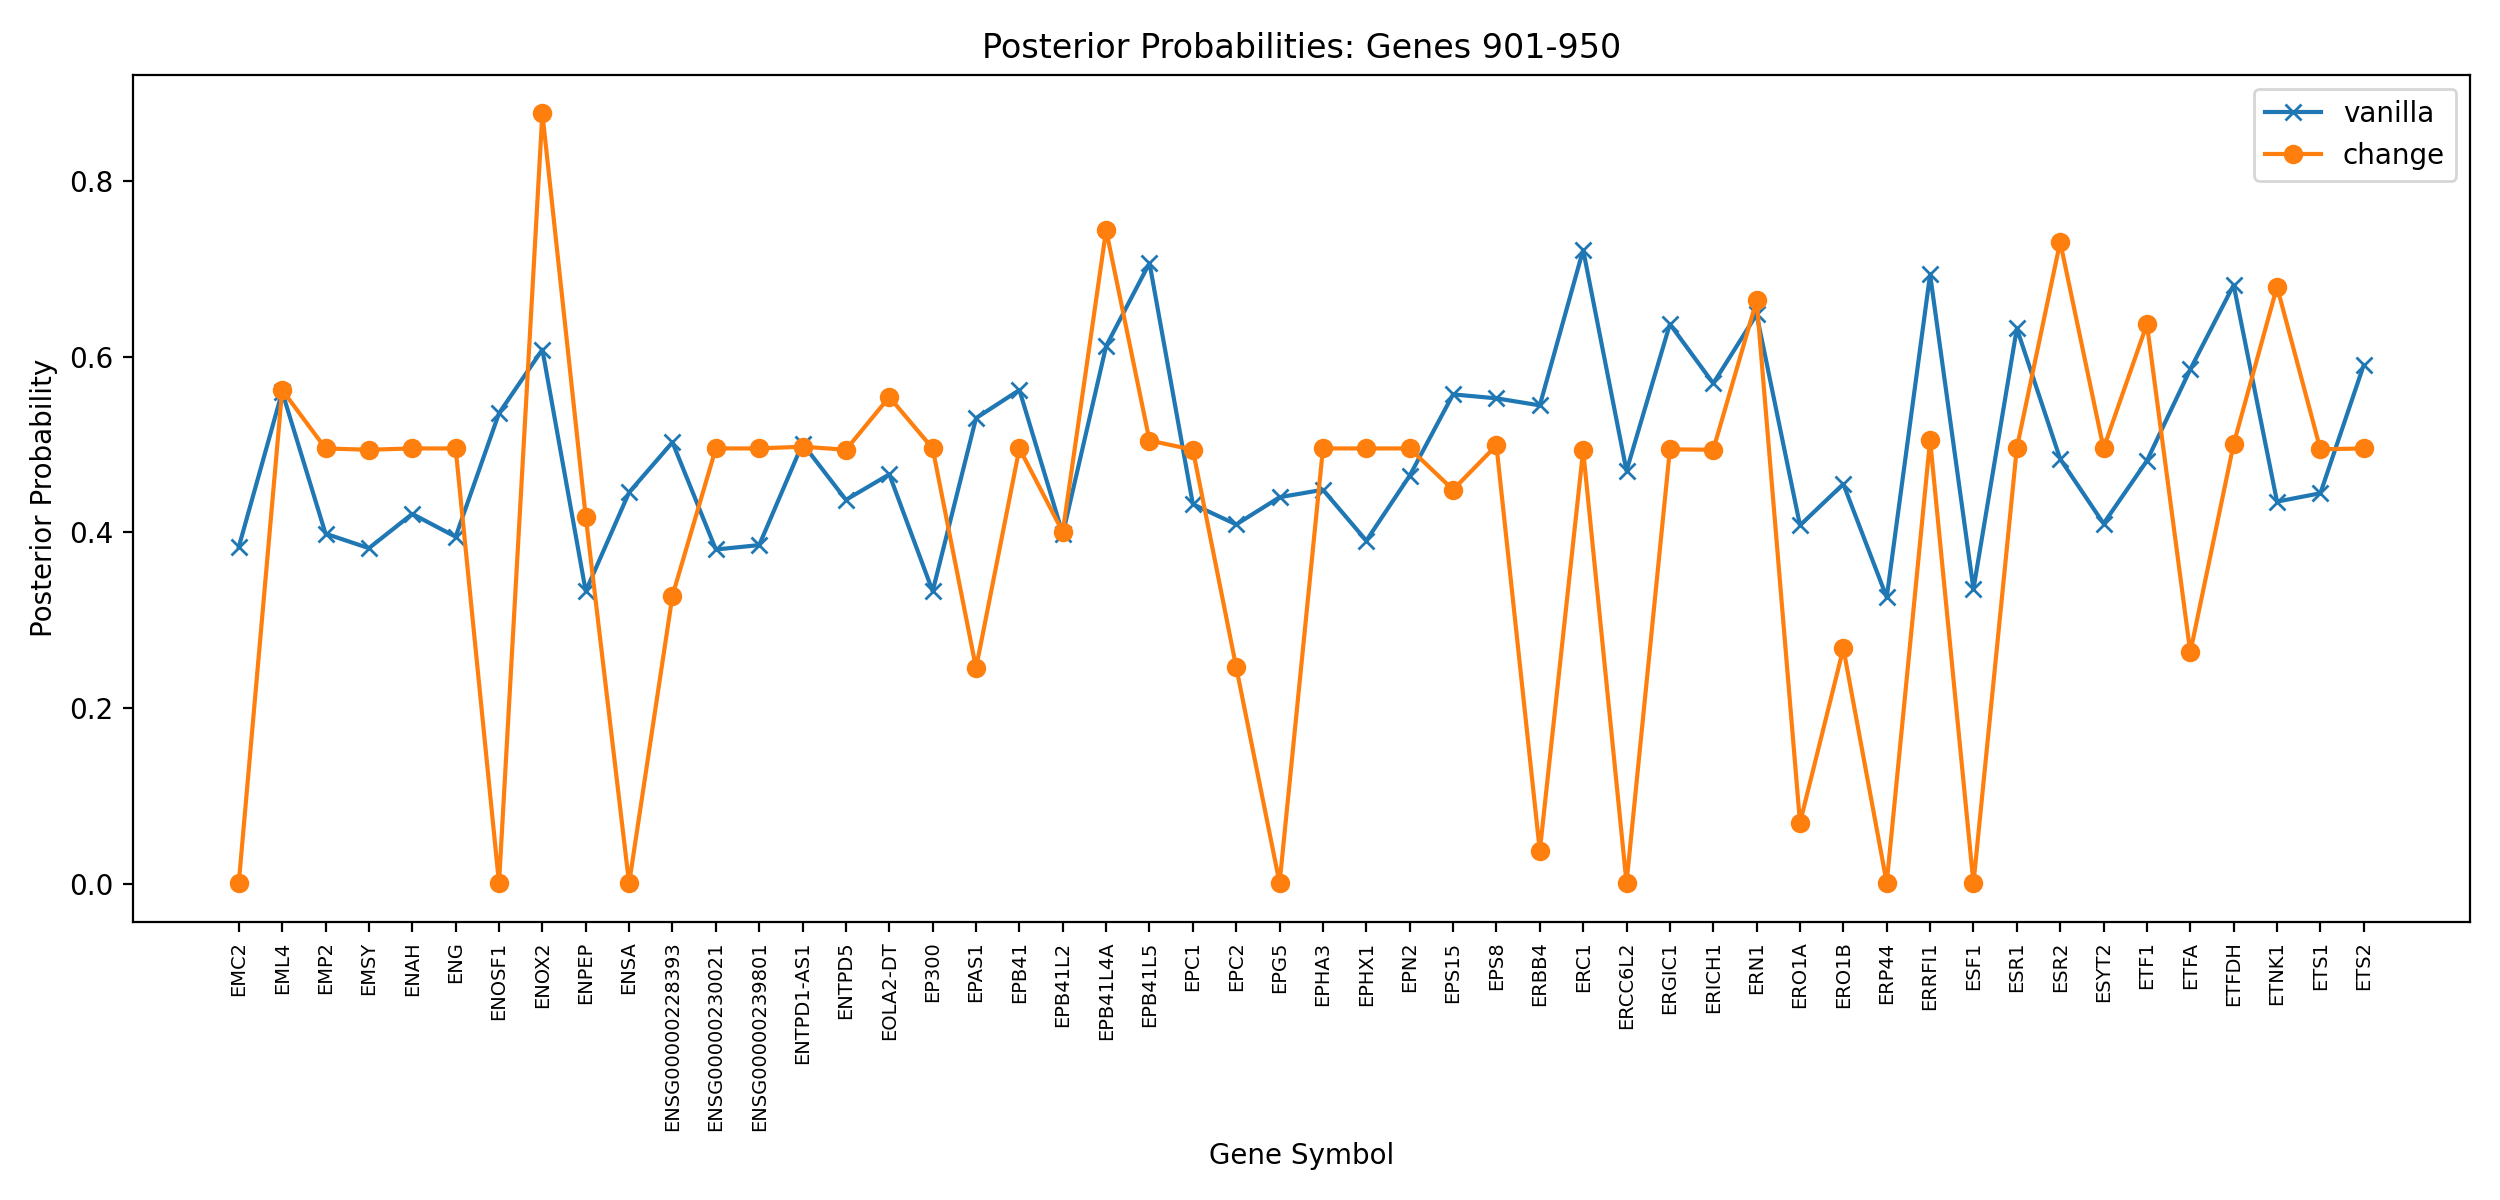 Posterior Probabilities: Genes 901-950
vanilla
change
Posterior Probability
0.8
0.6
0.4
0.2
0.0
EMC2
EML4
EMP2
EMSY
ENAH
ENG
ENOSF1
ENOX2
ENPEP
ENSA
ENSG00000228393
ENSG00000230021
ENSG00000239801
ENTPD1-AS1
ENTPD5
EOLA2-DT
EP300
EPAS1
EPB41
EPB41L2
EPB41L4A
EPB41L5
EPC1
EPC2
EPG5
EPHA3
EPHX1
EPN2
EPS15
EPS8
ERBB4
ERC1
ERCC6L2
ERGIC1
ERICH1
ERN1
ERO1A
ERO1B
ERP44
ERRFI1
ESF1
ESR1
ESR2
ESYT2
ETF1
ETFA
ETFDH
ETNK1
ETS1
ETS2
Gene Symbol